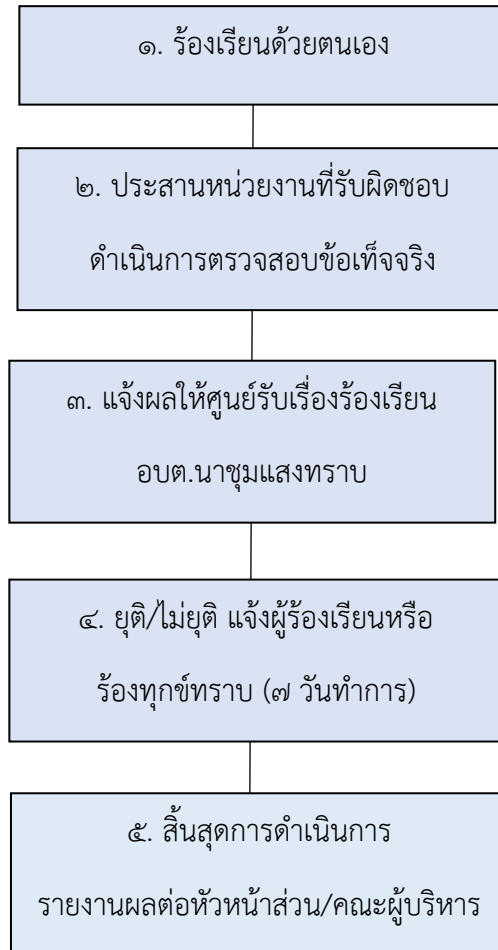 ๑. ร้องเรียนด้วยตนเอง
๒. ประสานหน่วยงานที่รับผิดชอบ
ดำเนินการตรวจสอบข้อเท็จจริง
๓. แจ้งผลให้ศูนย์รับเรื่องร้องเรียน
อบต.นาชุมแสงทราบ
๔. ยุติ/ไม่ยุติ แจ้งผู้ร้องเรียนหรือ
ร้องทุกข์ทราบ (๗ วันทำการ)
๕. สิ้นสุดการดำเนินการ
รายงานผลต่อหัวหน้าส่วน/คณะผู้บริหาร